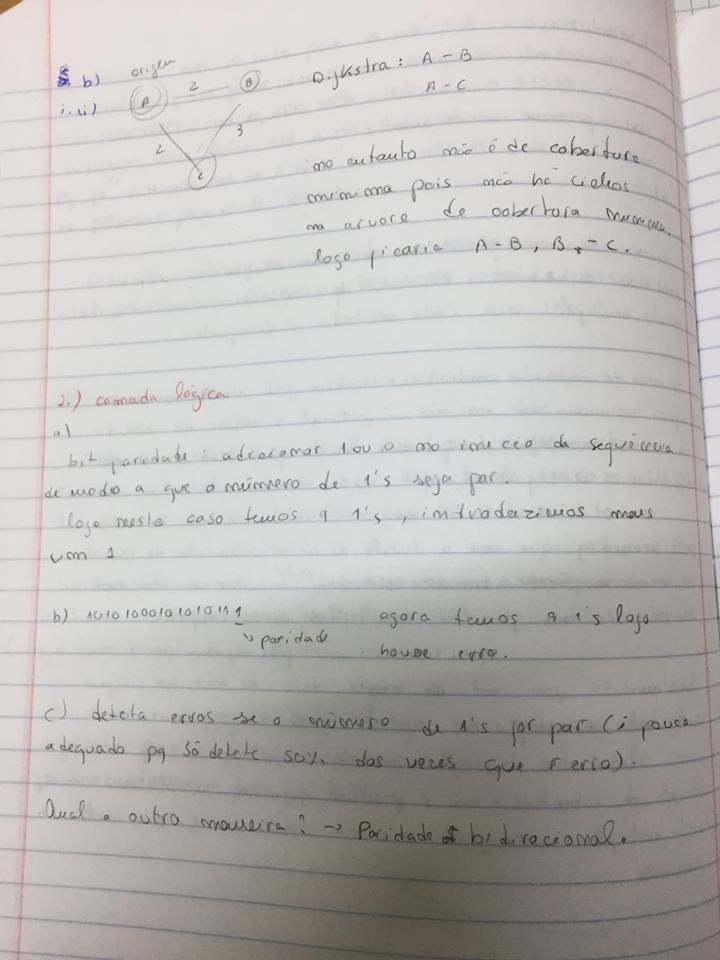 b) origem
i.ii) A 2 B Dijkstra: A - B
A - C
2 3
C
no entanto não é de cobertura
minima pois não há ciclos
na arvore de cobertura minima,
logo ficaria A-B, B - C.
2.) camada lógica
a)
bit paridade: adicionar 1 ou 0 no inicio da sequência
de modo a que o número de 1's seja par.
logo neste caso temos 9 1's, introduzimos mais
um 1
b) 1 agora temos 9 1's logo
↳ paridade houve erro.
c) deteta erros se o número de 1's for par (i pouco
adequado pq só detete 50% das vezes que r erro).
Qual a outra maneira? → Paridade bidirecional.